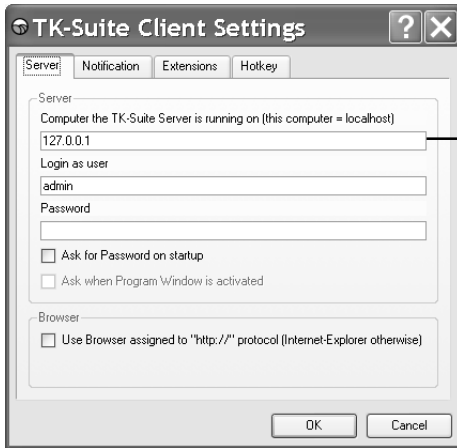 TK-Suite Client Settings
Server Notification Extensions Hotkey
Server
Computer the TK-Suite Server is running on (this computer = localhost)
127.0.0.1
Login as user
admin
Password
Ask for Password on startup
Ask when Program Window is activated
Browser
Use Browser assigned to "http://" protocol (Internet-Explorer otherwise)
OK Cancel